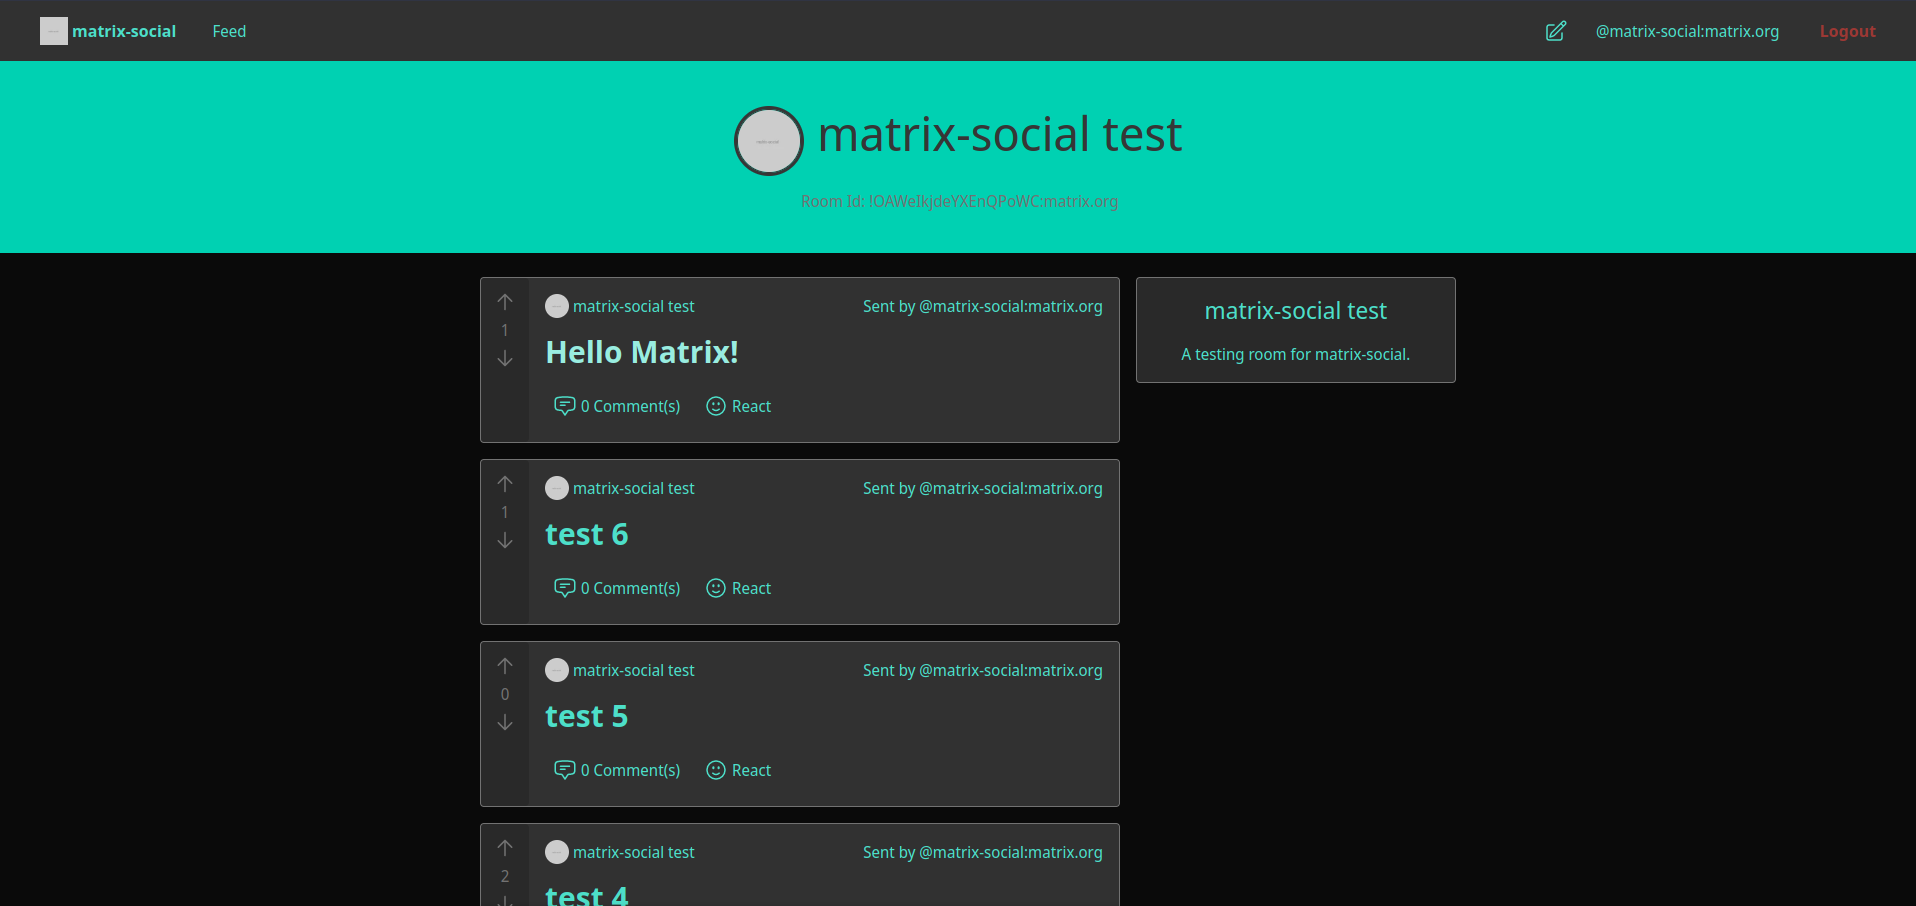 matrix-social Feed @matrix-social:matrix.org Logout
matrix-social test
Room Id: !OAWeIkjdeYXEnQPoWC:matrix.org
matrix-social test Sent by @matrix-social:matrix.org
1
Hello Matrix!
0 Comment(s) React
matrix-social test
A testing room for matrix-social.
matrix-social test Sent by @matrix-social:matrix.org
1
test 6
0 Comment(s) React
matrix-social test Sent by @matrix-social:matrix.org
0
test 5
0 Comment(s) React
matrix-social test Sent by @matrix-social:matrix.org
2
test 4